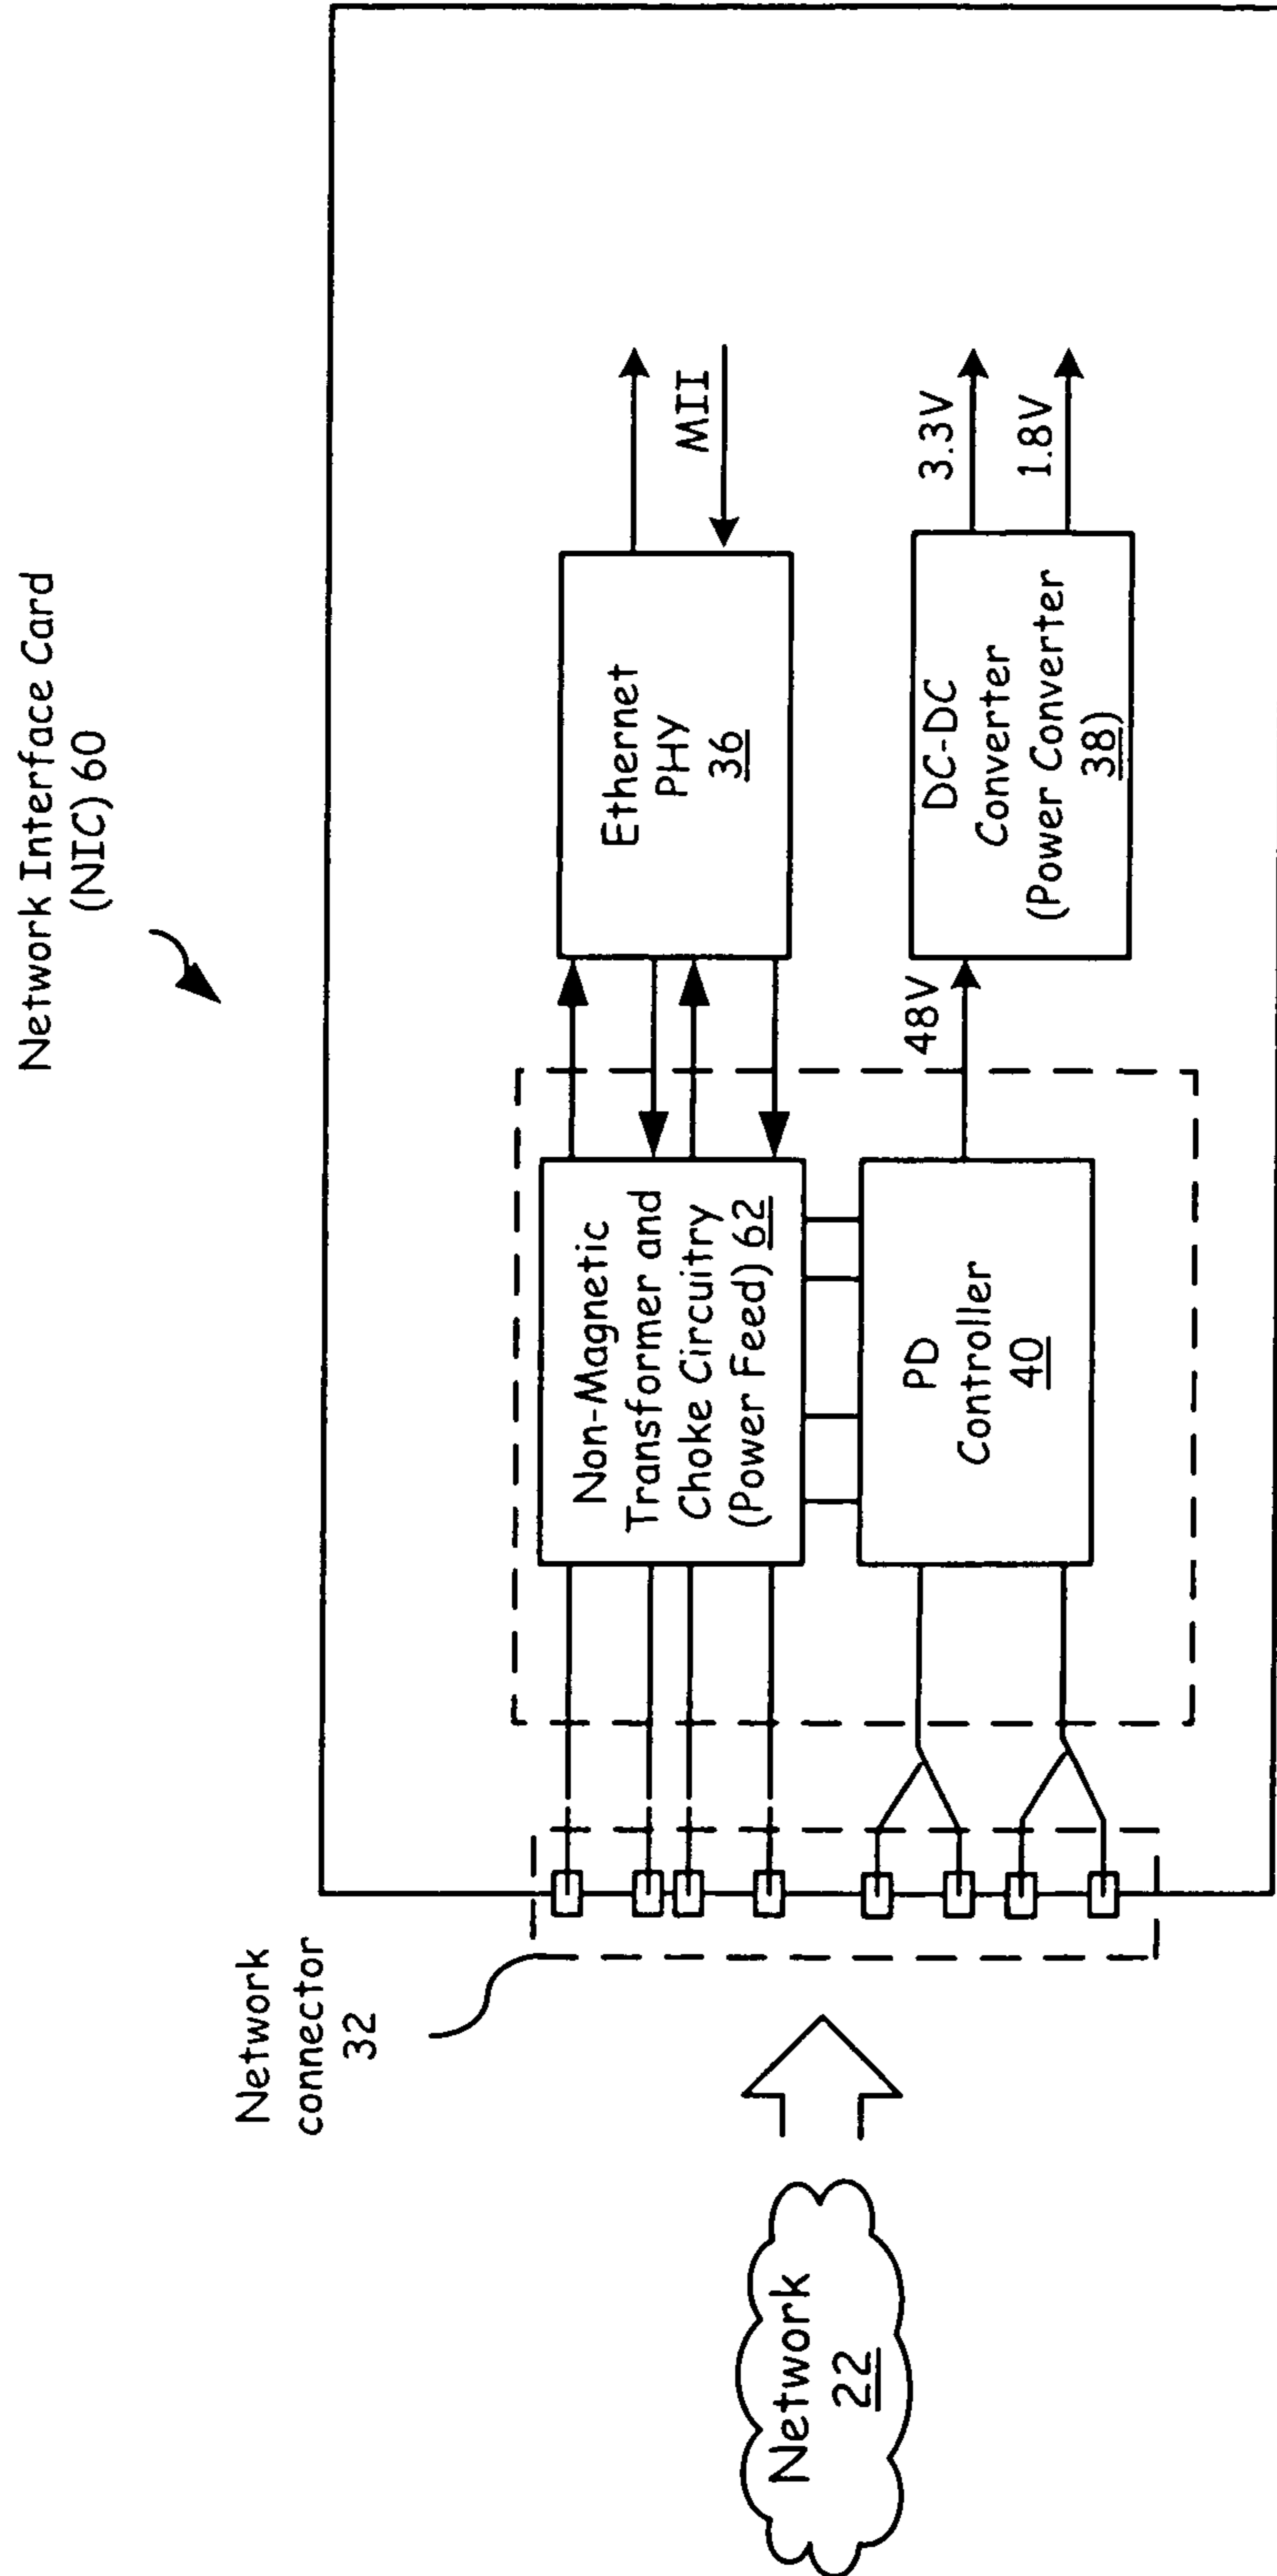 Network Interface Card
(NIC) 60
Network
connector
32
Network
22
Non-Magnetic
Transformer and
Choke Circuitry
(Power Feed) 62
PD
Controller
40
Ethernet
PHY
36
MII
48V
DC-DC
Converter
(Power Converter
38)
3.3V
1.8V